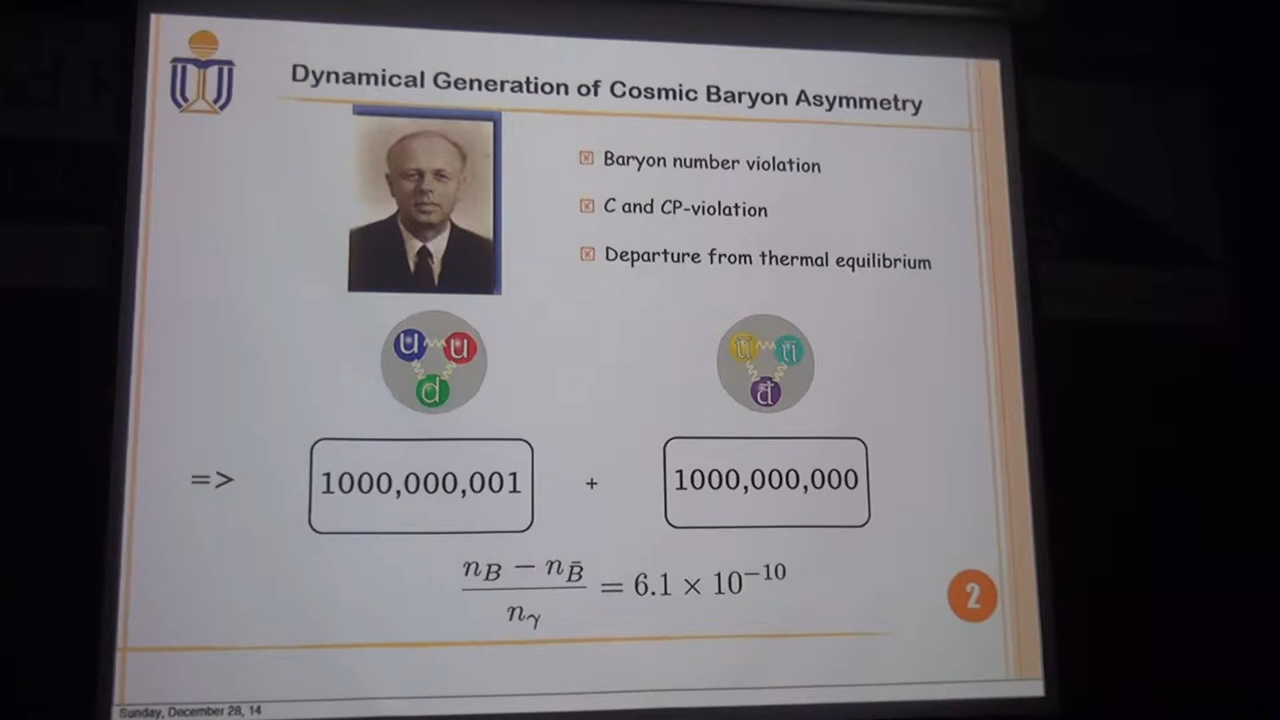 Dynamical Generation of Cosmic Baryon Asymmetry
Baryon number violation
C and CP-violation
Departure from thermal equilibrium
u u
d
ū ū
d̄
=> 1000,000,001 + 1000,000,000
n_B − n_B̄
= 6.1 × 10⁻¹⁰
n_γ
2
Sunday, December 28, 14